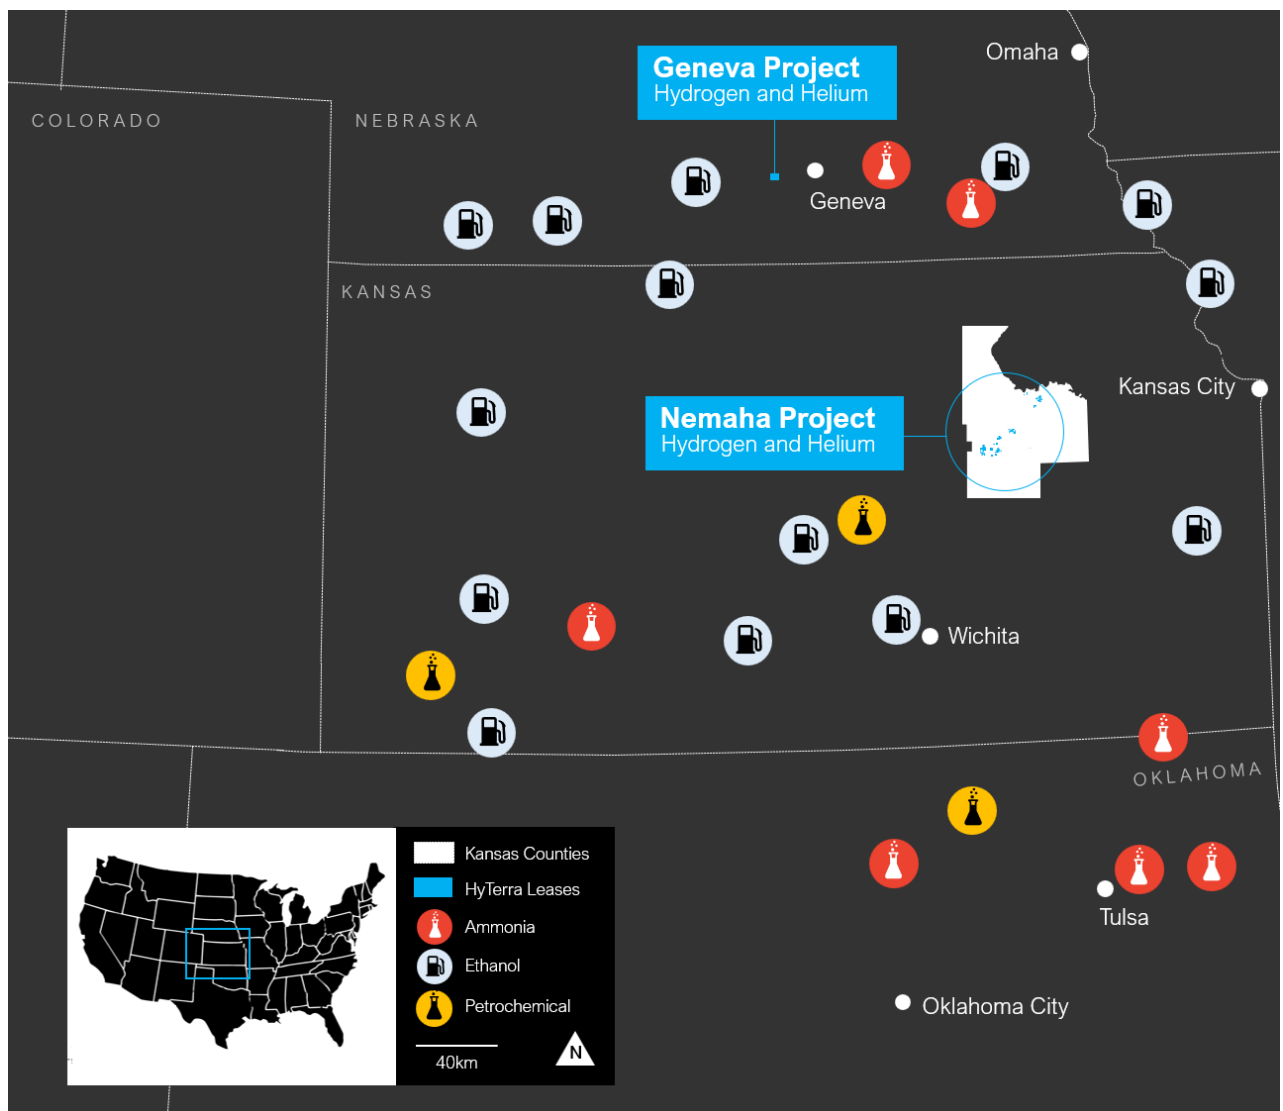 Omaha
Geneva Project
Hydrogen and Helium
COLORADO
NEBRASKA
Geneva
KANSAS
Kansas City
Nemaha Project
Hydrogen and Helium
Wichita
OKLAHOMA
Tulsa
Oklahoma City
Kansas Counties
HyTerra Leases
Ammonia
Ethanol
Petrochemical
40km
N